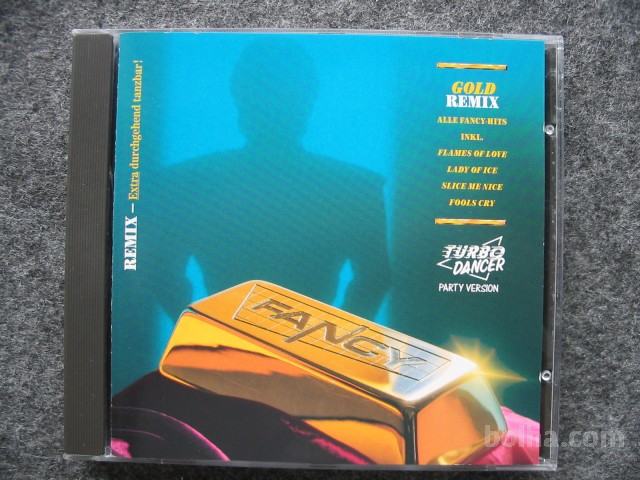 REMIX – Extra durchgehend tanzbar!
GOLD
REMIX
ALLE FANCY-HITS
INKL.
FLAMES OF LOVE
LADY OF ICE
SLICE ME NICE
FOOLS CRY
TURBO
DANCER
PARTY VERSION
FANCY
bolha.com